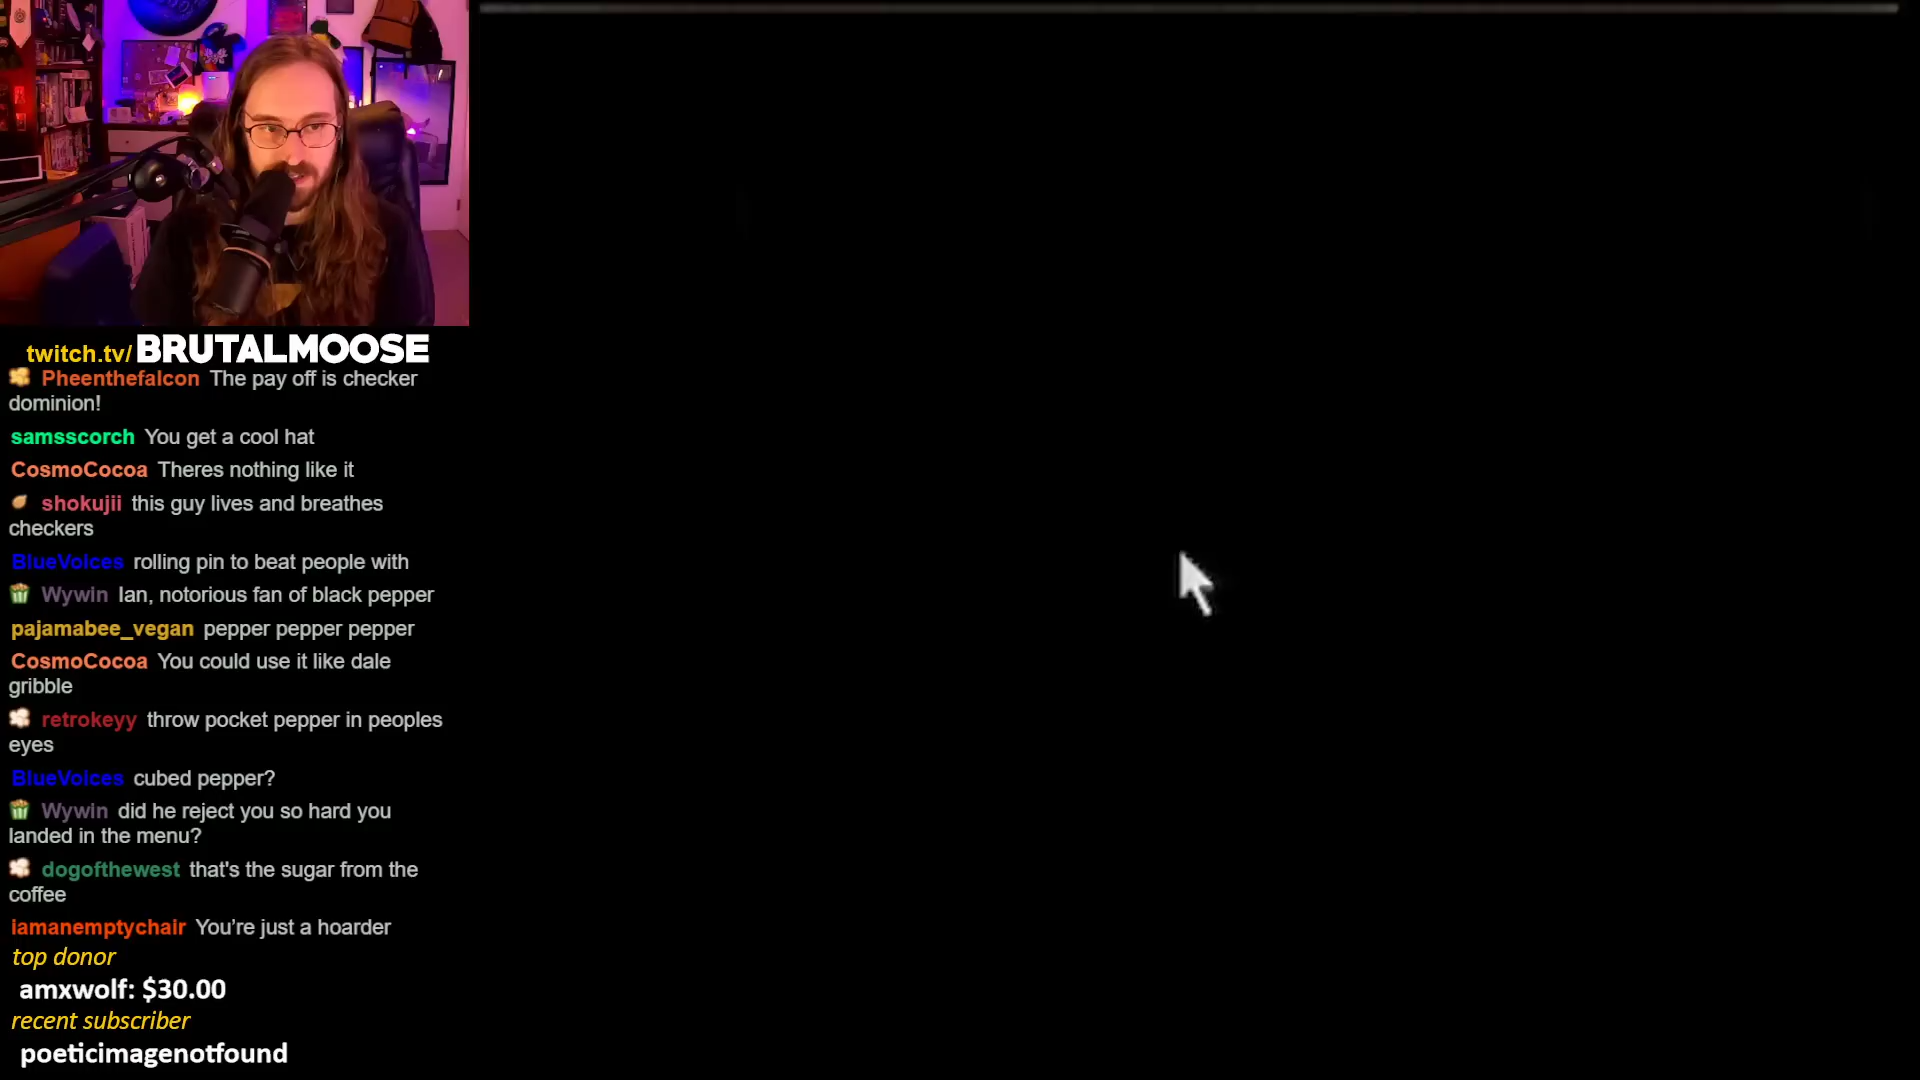 twitch.tv/BRUTALMOOSE
Pheenthefalcon The pay off is checker
dominion!
samsscorch You get a cool hat
CosmoCocoa Theres nothing like it
shokujii this guy lives and breathes
checkers
BlueVoices rolling pin to beat people with
Wywin Ian, notorious fan of black pepper
pajamabee_vegan pepper pepper pepper
CosmoCocoa You could use it like dale
gribble
retrokeyy throw pocket pepper in peoples
eyes
BlueVoices cubed pepper?
Wywin did he reject you so hard you
landed in the menu?
dogofthewest that's the sugar from the
coffee
iamanemptychair You’re just a hoarder
top donor
amxwolf: $30.00
recent subscriber
poeticimagenotfound